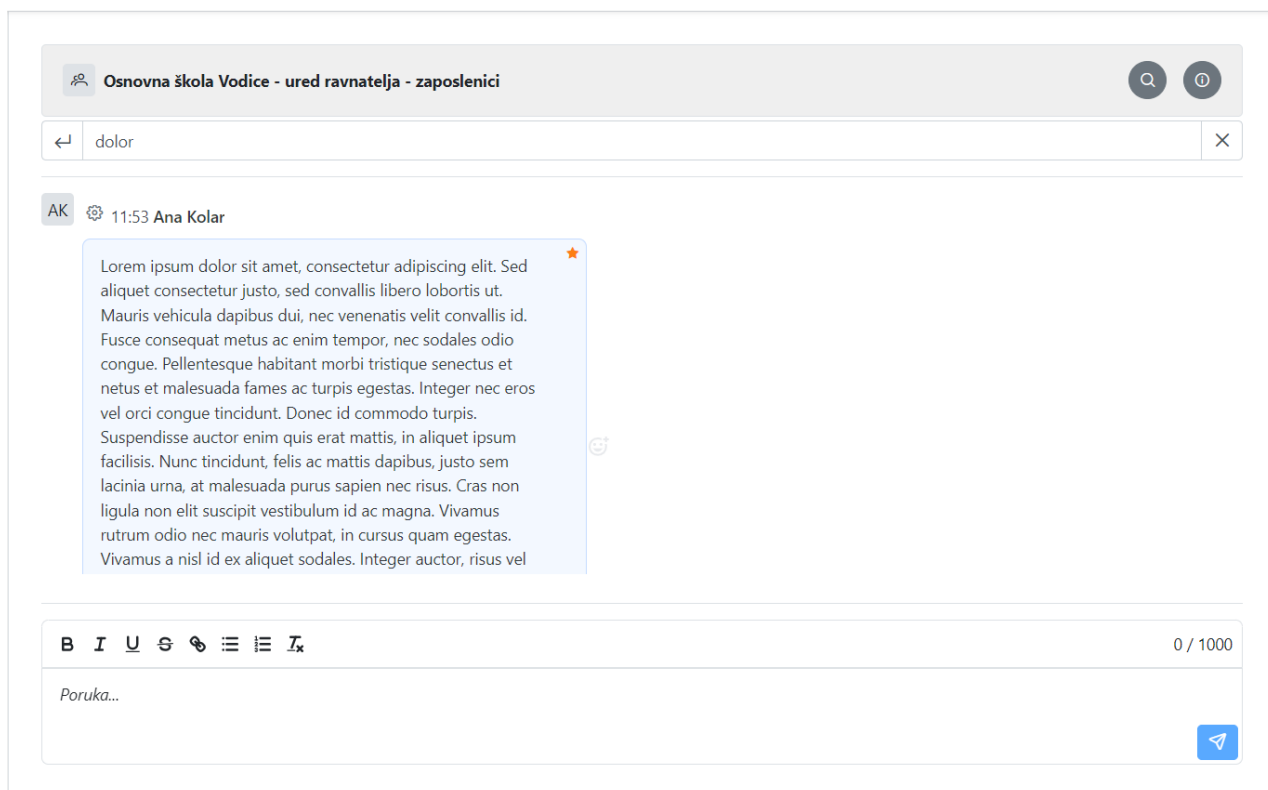 Osnovna škola Vodice - ured ravnatelja - zaposlenici
dolor
AK
11:53 Ana Kolar
Lorem ipsum dolor sit amet, consectetur adipiscing elit. Sed
aliquet consectetur justo, sed convallis libero lobortis ut.
Mauris vehicula dapibus dui, nec venenatis velit convallis id.
Fusce consequat metus ac enim tempor, nec sodales odio
congue. Pellentesque habitant morbi tristique senectus et
netus et malesuada fames ac turpis egestas. Integer nec eros
vel orci congue tincidunt. Donec id commodo turpis.
Suspendisse auctor enim quis erat mattis, in aliquet ipsum
facilisis. Nunc tincidunt, felis ac mattis dapibus, justo sem
lacinia urna, at malesuada purus sapien nec risus. Cras non
ligula non elit suscipit vestibulum id ac magna. Vivamus
rutrum odio nec mauris volutpat, in cursus quam egestas.
Vivamus a nisl id ex aliquet sodales. Integer auctor, risus vel
B I U S
0 / 1000
Poruka...